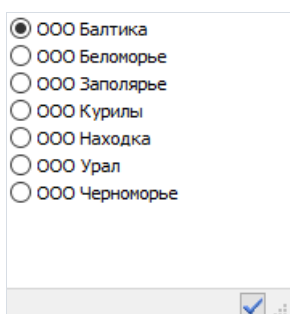 ООО Балтика
ООО Беломорье
ООО Заполярье
ООО Курилы
ООО Находка
ООО Урал
ООО Черноморье